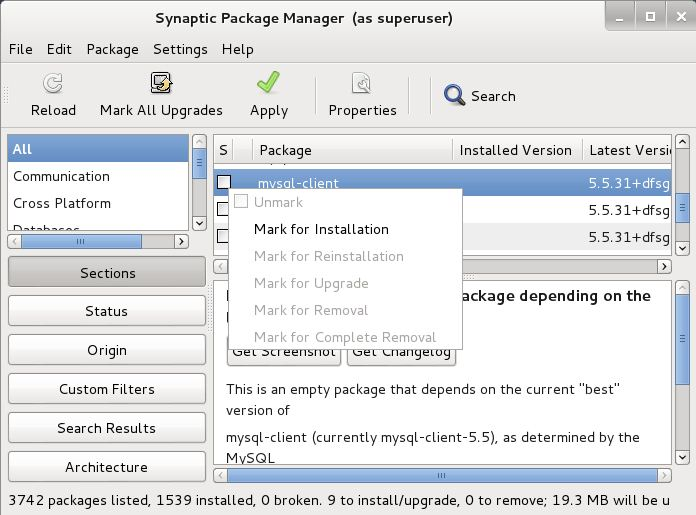 Synaptic Package Manager (as superuser)
File Edit Package Settings Help
Reload Mark All Upgrades Apply Properties Search
All
Communication
Cross Platform
Databases
S Package Installed Version Latest
mysql-client 5.5.31+dfsg
5.5.31+dfsg
5.5.31+dfsg
Unmark
Mark for Installation
Mark for Reinstallation
Mark for Upgrade
Mark for Removal
Mark for Complete Removal
Sections
Status
Origin
Custom Filters
Search Results
Architecture
depending on the
Get Screenshot Get Changelog
This is an empty package that depends on the current "best"
version of
mysql-client (currently mysql-client-5.5), as determined by the
MySQL
3742 packages listed, 1539 installed, 0 broken. 9 to install/upgrade, 0 to remove; 19.3 MB will be u